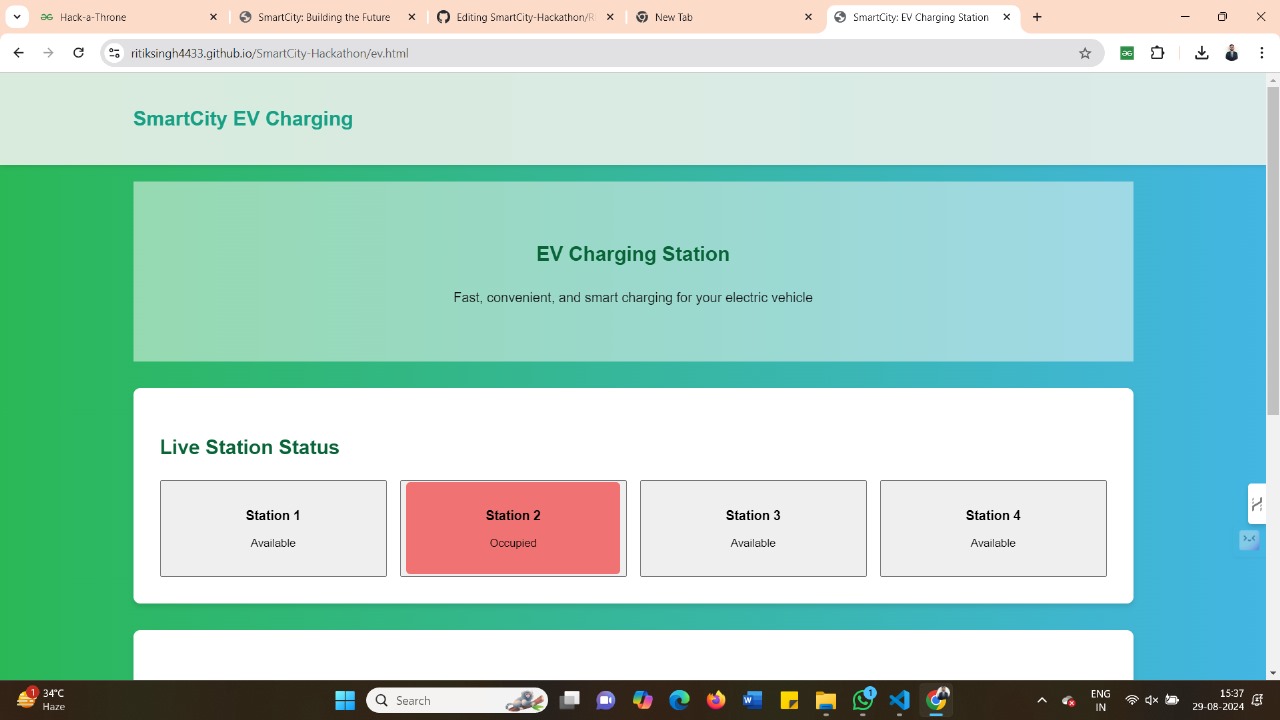 Hack-a-Throne
SmartCity: Building the Future
Editing SmartCity-Hackathon/R
New Tab
SmartCity: EV Charging Station
ritiksingh4433.github.io/SmartCity-Hackathon/ev.html
SmartCity EV Charging
EV Charging Station
Fast, convenient, and smart charging for your electric vehicle
Live Station Status
Station 1
Available
Station 2
Occupied
Station 3
Available
Station 4
Available
1
34°C
Haze
Search
1
ENG
IN
15:37
29-08-2024